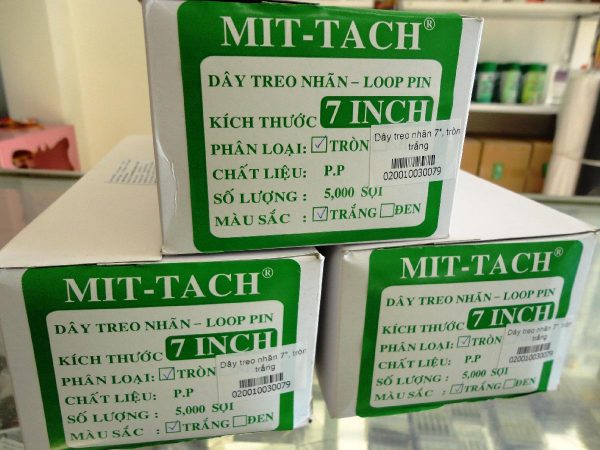 MIT-TACH®
DÂY TREO NHÃN – LOOP PIN
KÍCH THƯỚC 7 INCH
PHÂN LOẠI: ☑ TRÒN
CHẤT LIỆU: P.P
SỐ LƯỢNG : 5,000 SỢI
MÀU SẮC : ☑ TRẮNG ☐ ĐEN
Dây treo nhãn 7", tròn
trắng
020010030079
MIT-TACH®
DÂY TREO NHÃN – LOOP PIN
KÍCH THƯỚC 7 INCH
PHÂN LOẠI: ☑ TRÒN
CHẤT LIỆU: P.P
SỐ LƯỢNG : 5,000 SỢI
MÀU SẮC : ☑ TRẮNG ☐ ĐEN
Dây treo nhãn 7", tròn
trắng
020010030079
MIT-TACH®
DÂY TREO NHÃN – LOOP PIN
KÍCH THƯỚC 7 INCH
PHÂN LOẠI: ☑ TRÒN
CHẤT LIỆU: P.P
SỐ LƯỢNG : 5,000 SỢI
MÀU SẮC : ☑ TRẮNG ☐ ĐEN
Dây treo nhãn 7", tròn
trắng
020010030079